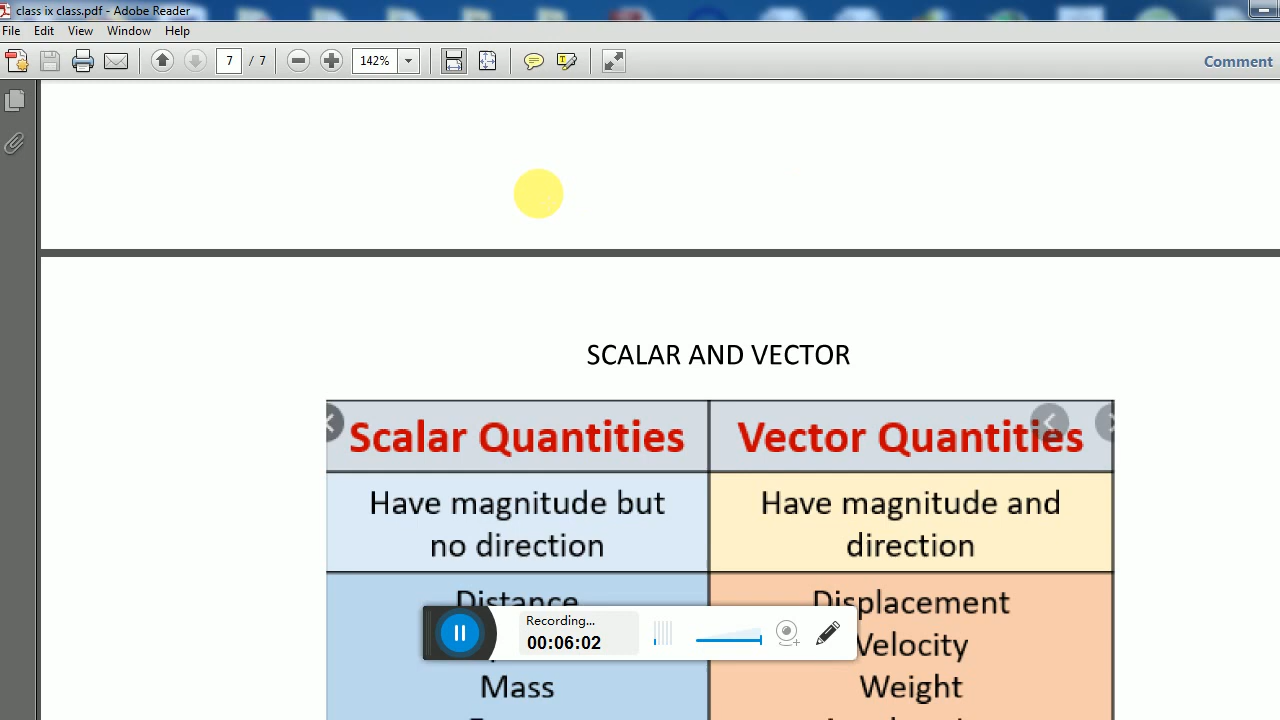 class ix class.pdf - Adobe Reader
File Edit View Window Help
7 / 7 142% Comment
SCALAR AND VECTOR
Scalar Quantities Vector Quantities
Have magnitude but Have magnitude and
no direction direction
Distance Displacement
Recording...
00:06:02
Velocity
Mass Weight